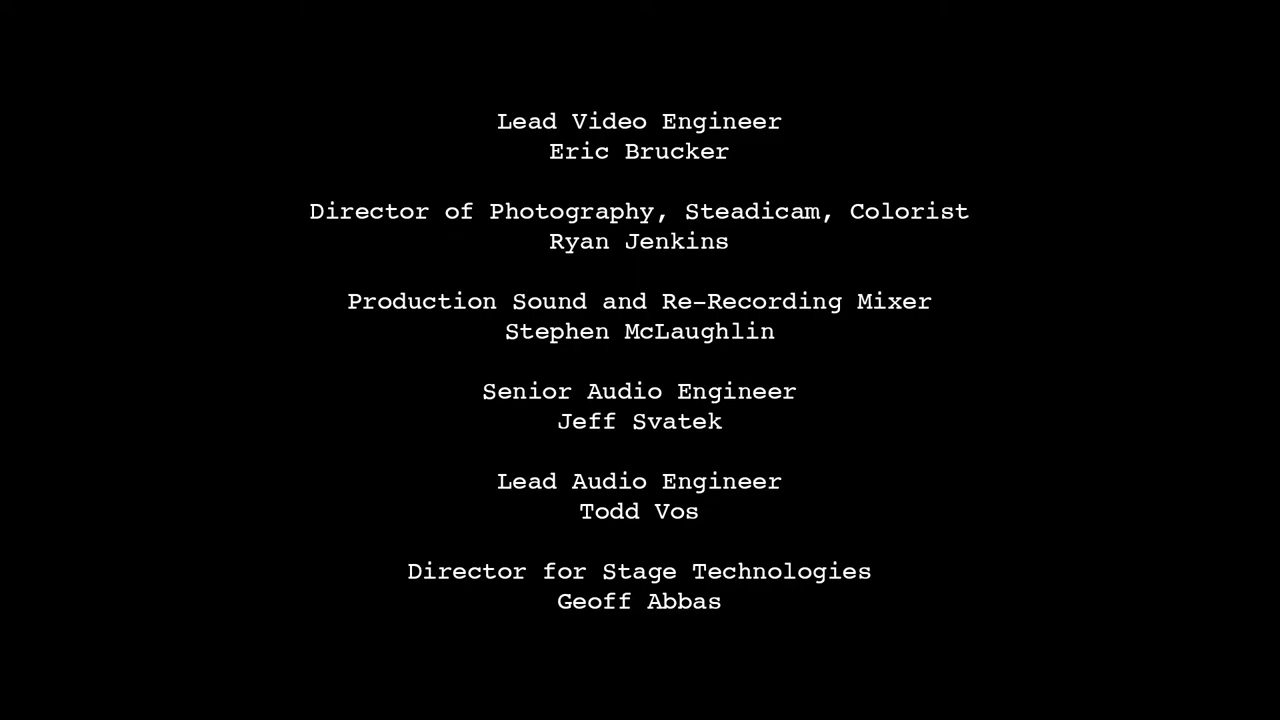 Lead Video Engineer
Eric Brucker
Director of Photography, Steadicam, Colorist
Ryan Jenkins
Production Sound and Re-Recording Mixer
Stephen McLaughlin
Senior Audio Engineer
Jeff Svatek
Lead Audio Engineer
Todd Vos
Director for Stage Technologies
Geoff Abbas